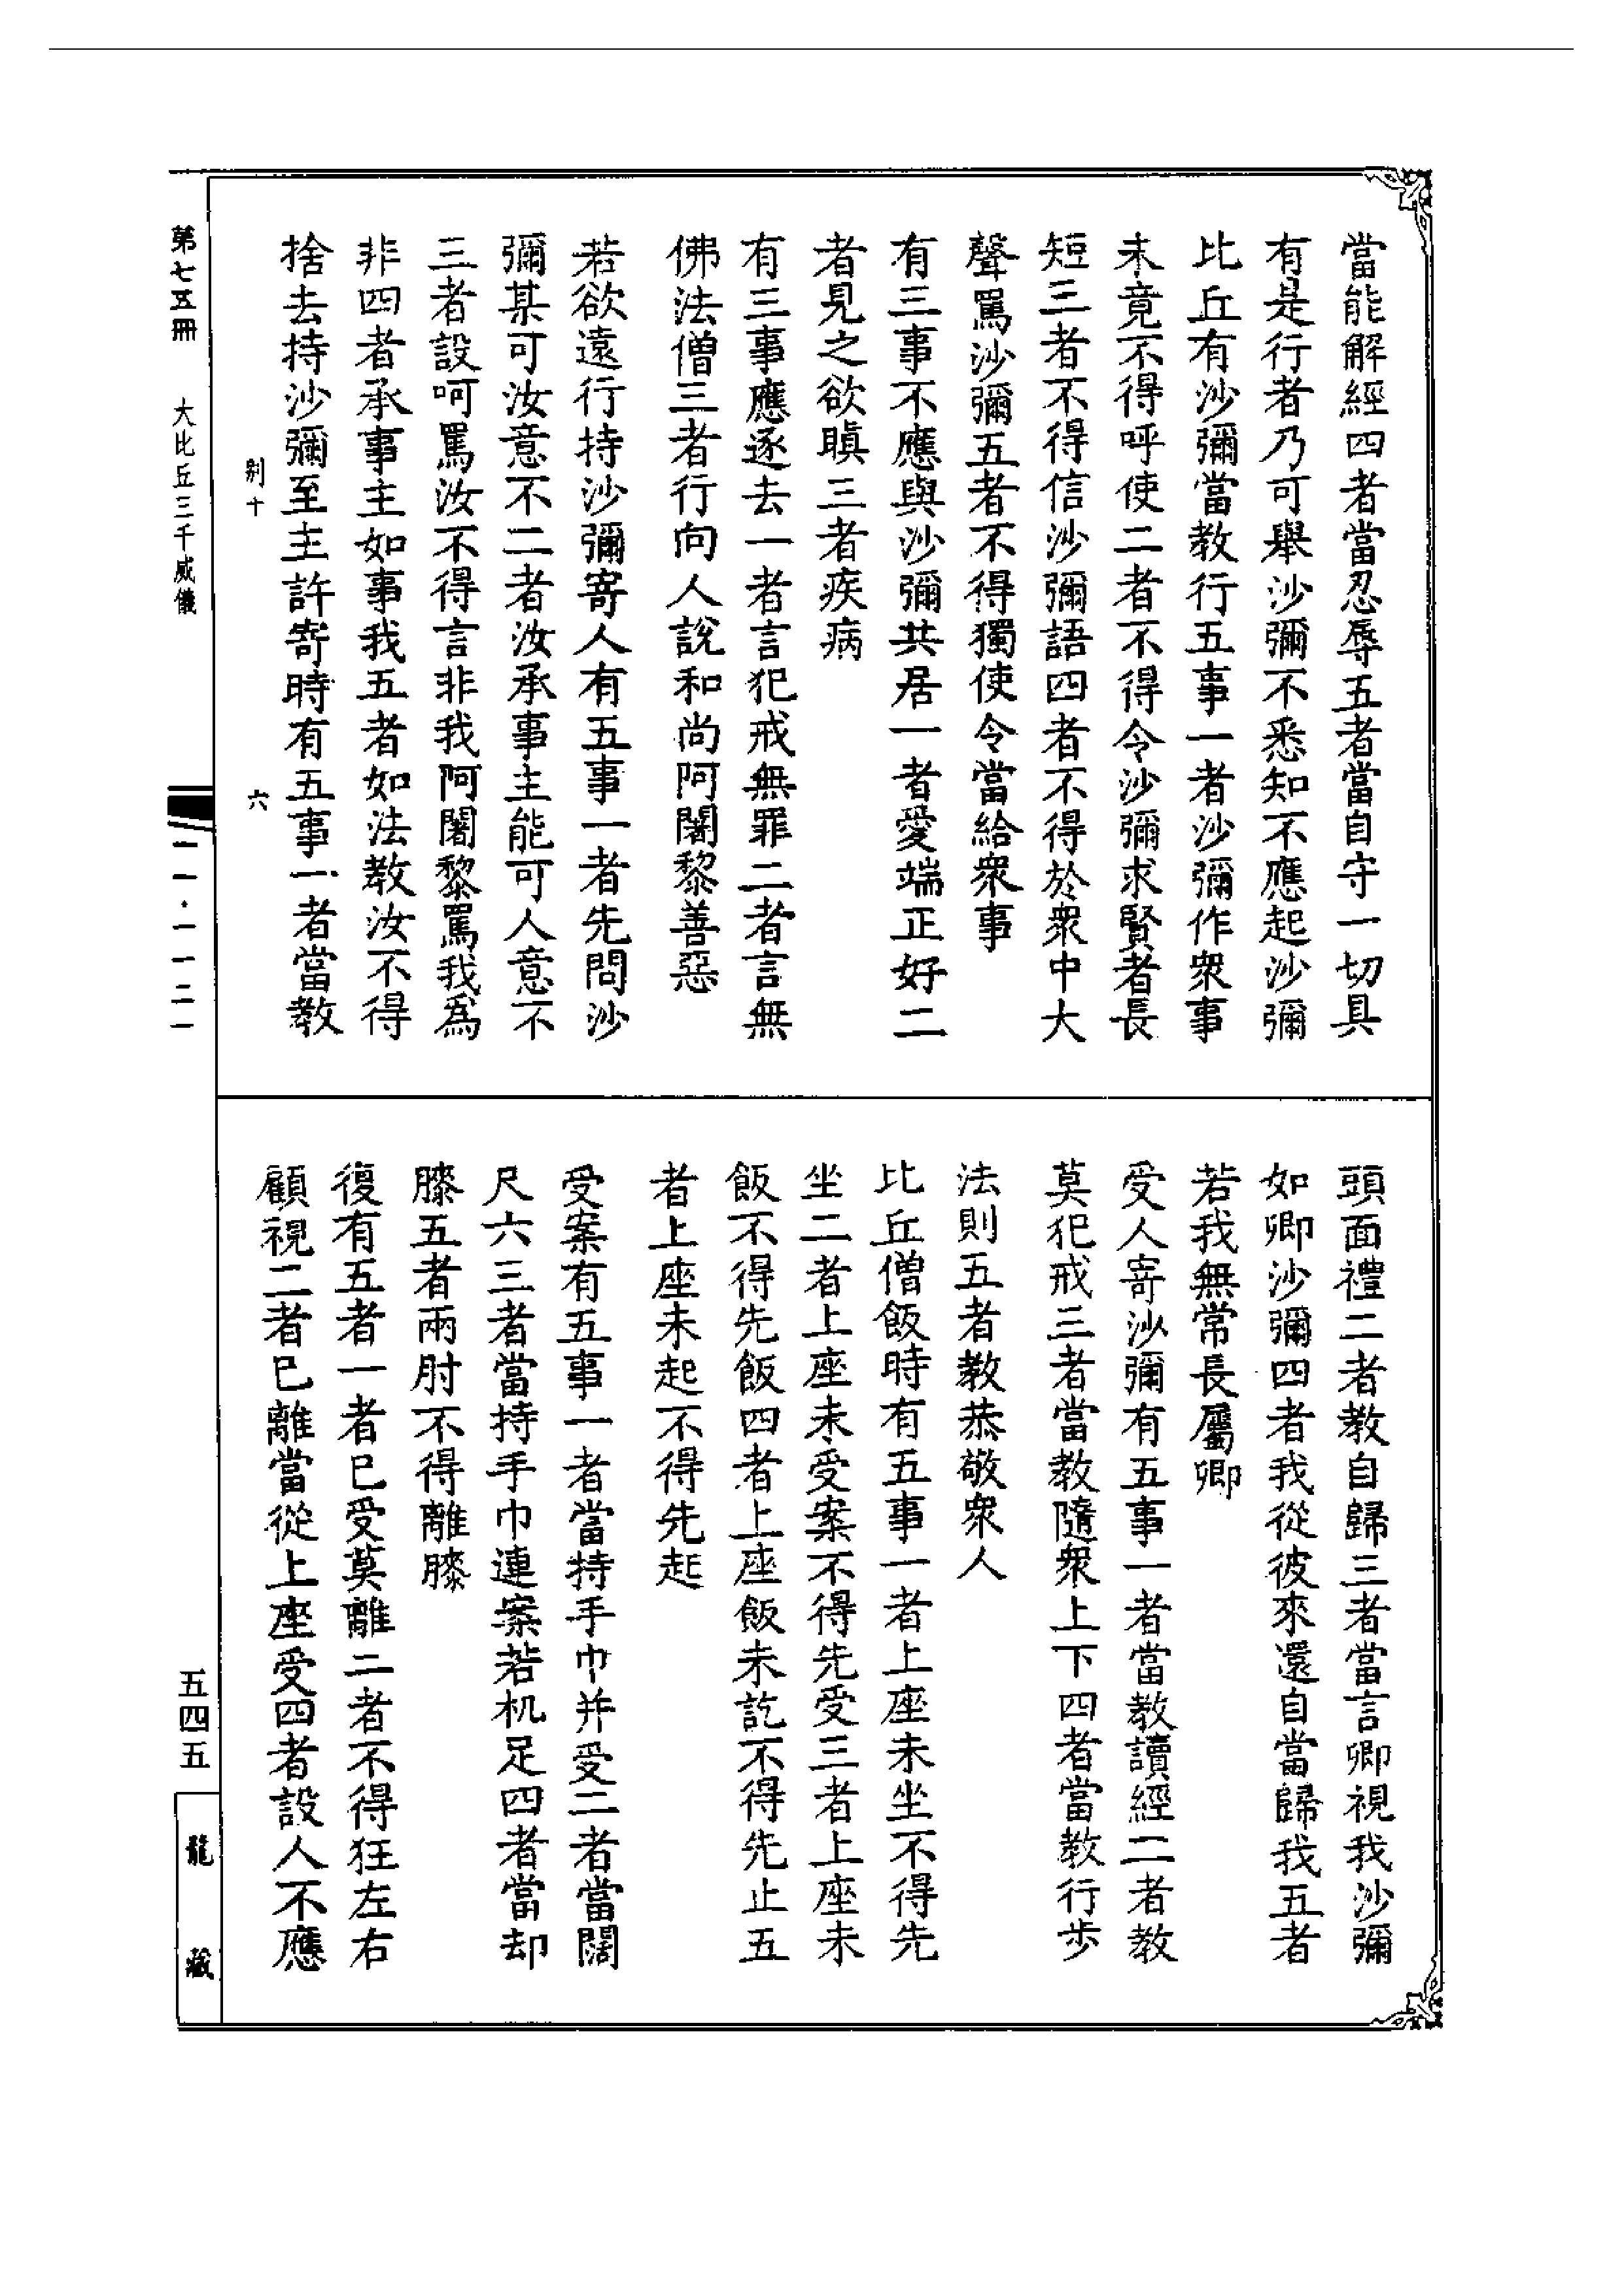 當能解經四者當忍辱五者當自守一切具
有是行者乃可舉沙彌不悉知不應起沙彌
比丘有沙彌當教行五事一者沙彌作衆事
未竟不得呼使二者不得令沙彌求賢者長
短三者不得信沙彌語四者不得於衆中大
聲罵沙彌五者不得獨使令當給衆事
有三事不應與沙彌共居一者愛端正好二
者見之欲瞋三者疾病
有三事應逐去一者言犯戒無罪二者言無
佛法僧三者行向人說和尚阿闍黎善惡
若欲遠行持沙彌寄人有五事一者先問沙
彌某可汝意不二者汝承事主能可人意不
三者設呵罵汝不得言非我阿闍黎罵我為
非四者承事主如事我五者如法教汝不得
捨去持沙彌至主許寄時有五事一者當教
别十
六
頭面禮二者教自歸三者當言卿視我沙彌
如卿沙彌四者我從彼來還自當歸我五者
若我無常長屬卿
受人寄沙彌有五事一者當教讀經二者教
莫犯戒三者當教隨衆上下四者當教行步
法則五者教恭敬衆人
比丘僧飯時有五事一者上座未坐不得先
坐二者上座未受案不得先受三者上座未
飯不得先飯四者上座飯未訖不得先止五
者上座未起不得先起
受案有五事一者當持手巾并受二者當闊
尺六三者當持手巾連案若机足四者當却
膝五者兩肘不得離膝
復有五者一者巳受莫離二者不得狂左右
顧視二者巳離當從上座受四者設人不應
第七五冊
大比丘三千威儀
一一·一一二一
五四五
龍藏